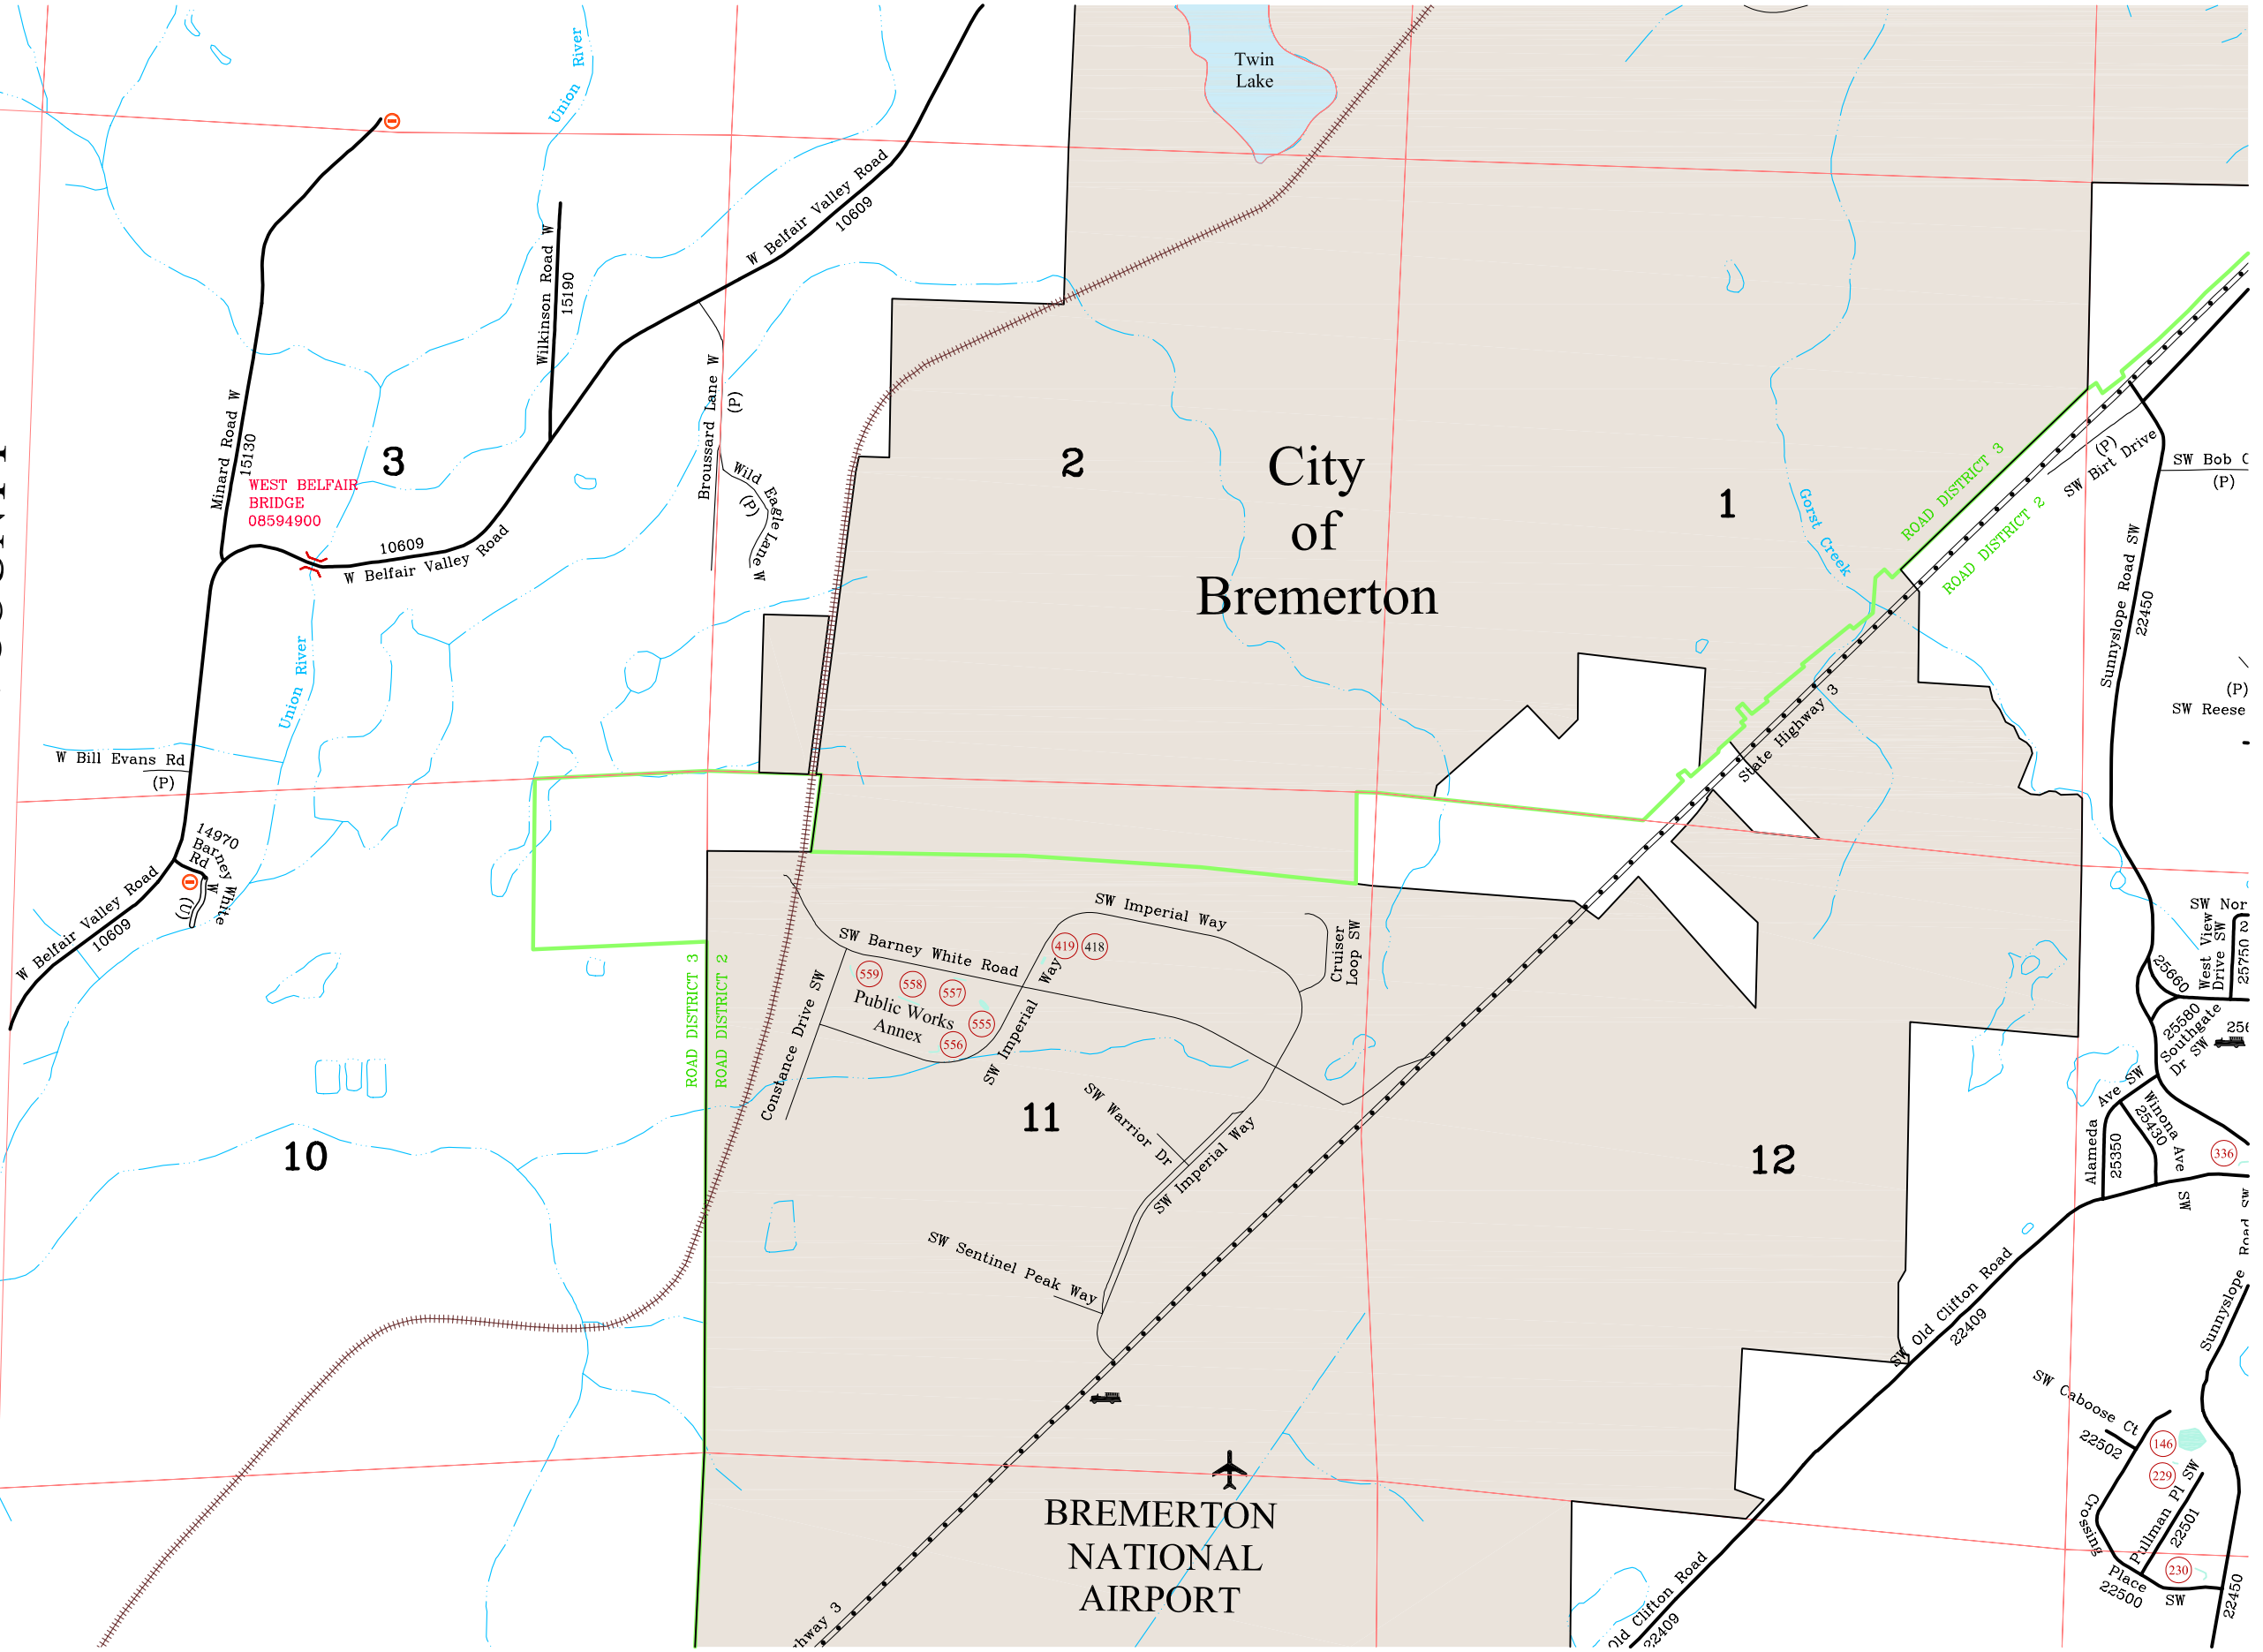 Twin
Lake
Union River
W Belfair Valley Road
10609
Wilkinson Road W
15190
Minard Road W
15130
3
WEST BELFAIR
BRIDGE
08594900
10609
W Belfair Valley Road
Broussard Lane W
(P)
Wild Eagle Lane W
(P)
2
City
of
Bremerton
1
Gorst Creek
ROAD DISTRICT 3
ROAD DISTRICT 2
(P)
SW Birt Drive
SW Bob
(P)
Sunnyslope Road SW
22450
(P)
SW Reese
Union River
W Bill Evans Rd
(P)
State Highway 3
14970
Barney White
Rd W
(U)
W Belfair Valley Road
10609
ROAD DISTRICT 3
ROAD DISTRICT 2
SW Imperial Way
SW Barney White Road
419
418
Cruiser
Loop SW
559
558
557
555
556
Public Works
Annex
Constance Drive SW
SW Imperial Way
SW Warrior Dr
SW Imperial Way
SW Sentinel Peak Way
10
11
12
SW Nor
West View
Drive SW
25750
25660
25580
Southgate
Dr SW
256
Alameda Ave SW
25350
Winona Ave SW
25430
336
Road SW
Sunnyslope
SW Old Clifton Road
22409
SW Caboose Ct
22502
146
229
Pullman Pl SW
22501
Crossing
Place
SW
22500
230
22450
BREMERTON
NATIONAL
AIRPORT
hway 3
Old Clifton Road
22409